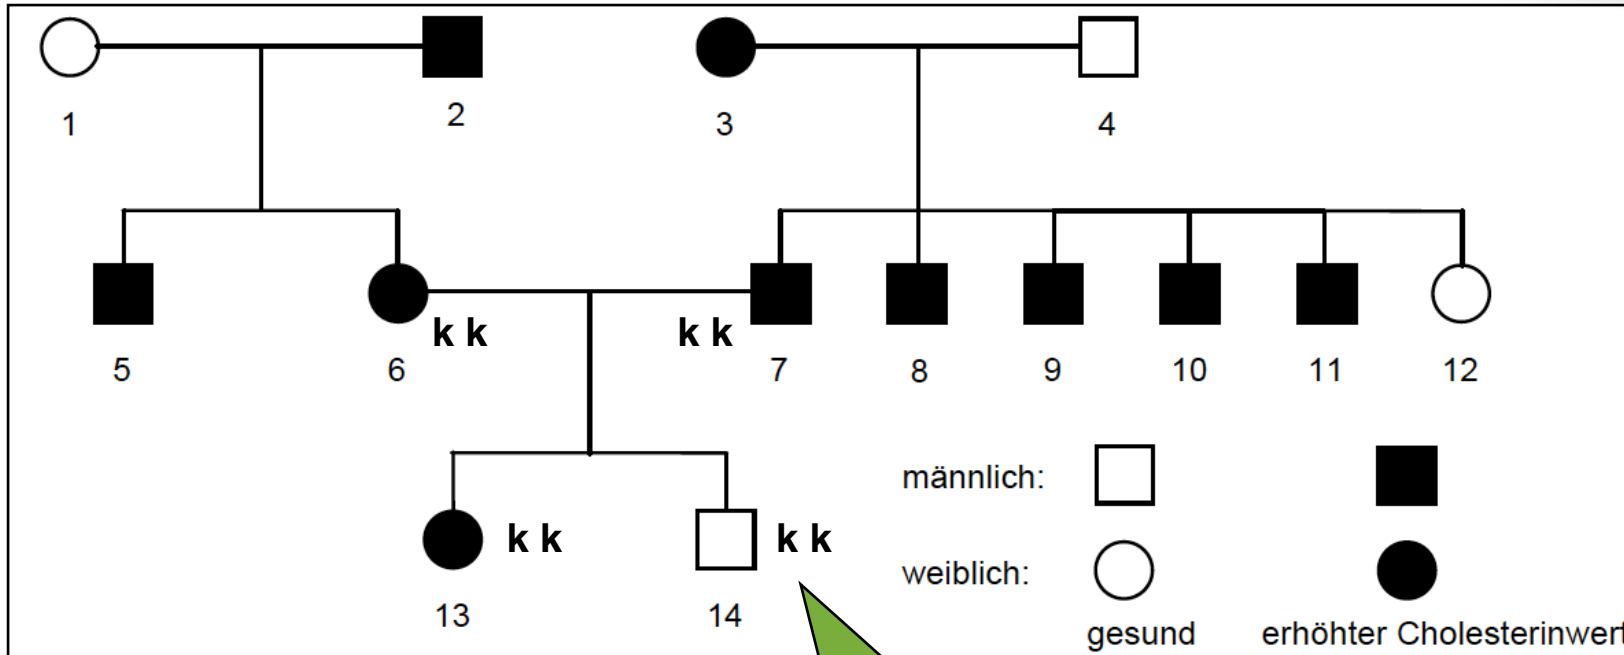 1 2 3 4
k k k k
5 6 7 8 9 10 11 12
männlich:
k k k k
weiblich:
13 14
gesund erhöhter Cholesterinwert